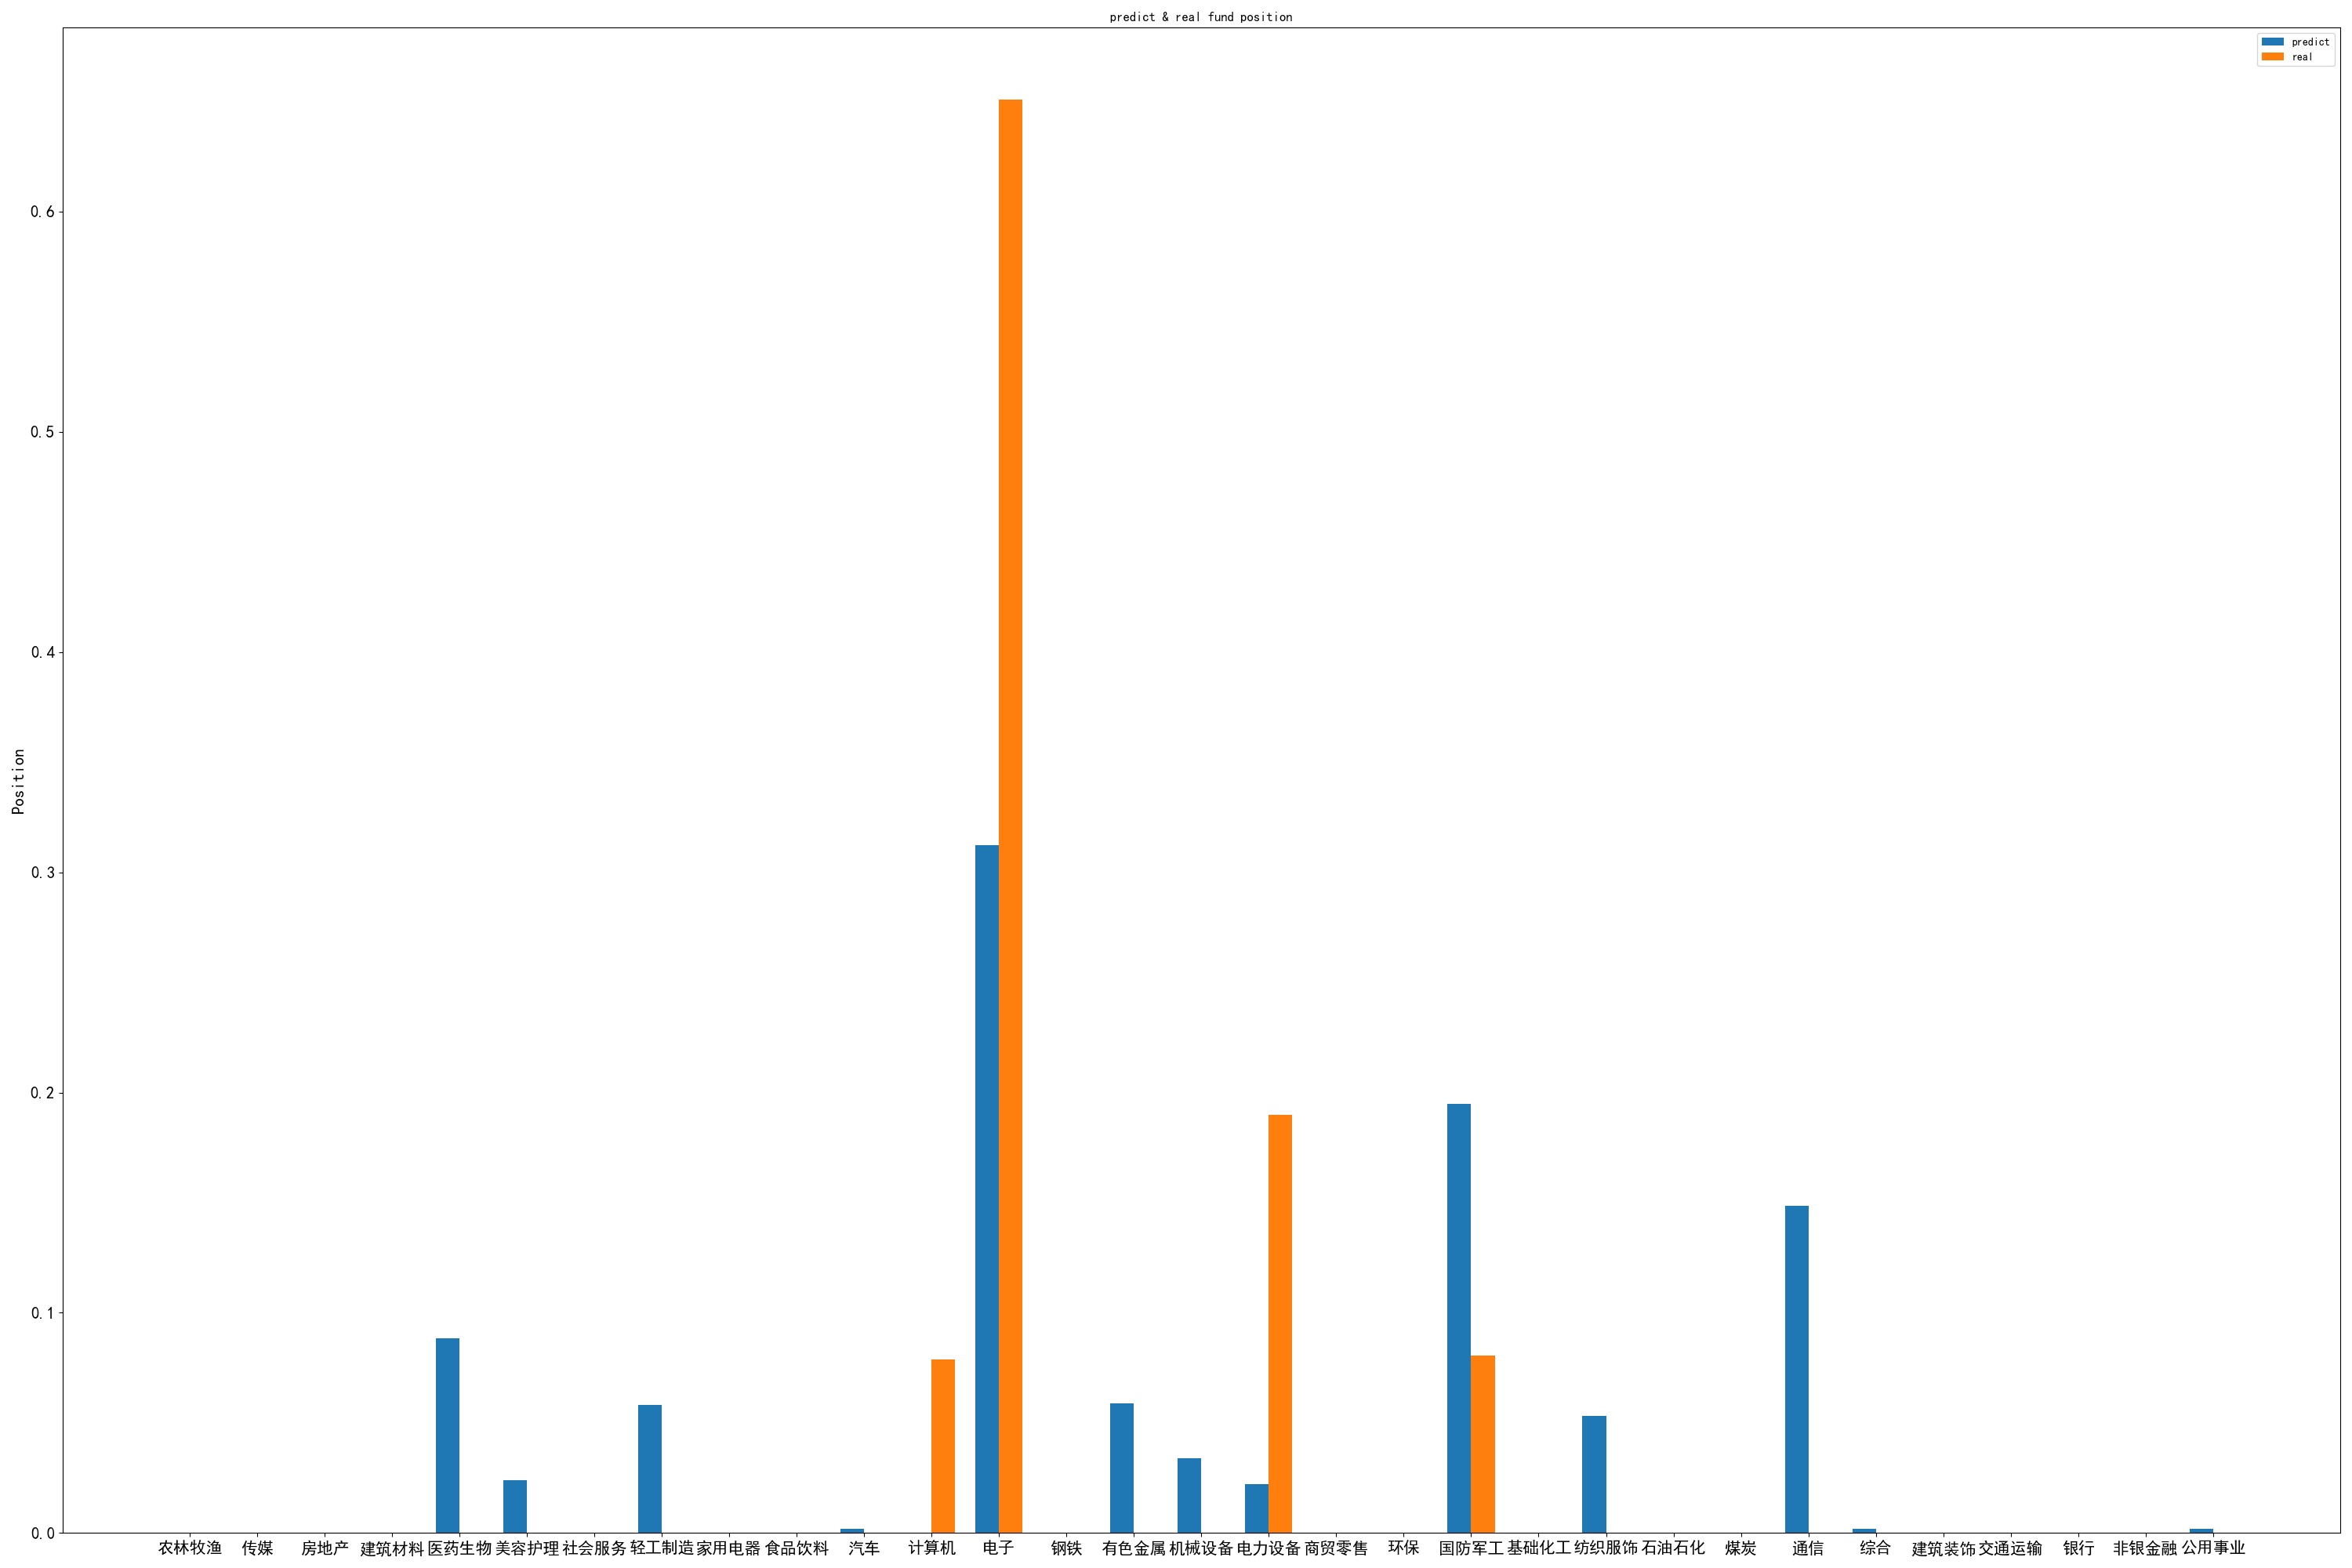 predict & real fund position
predict
real
0.6
0.5
0.4
0.3
0.2
0.1
0.0
Position
农林牧渔 传媒 房地产 建筑材料 医药生物 美容护理 社会服务 轻工制造 家用电器 食品饮料 汽车 计算机 电子 钢铁 有色金属 机械设备 电力设备 商贸零售 环保 国防军工 基础化工 纺织服饰 石油石化 煤炭 通信 综合 建筑装饰 交通运输 银行 非银金融 公用事业